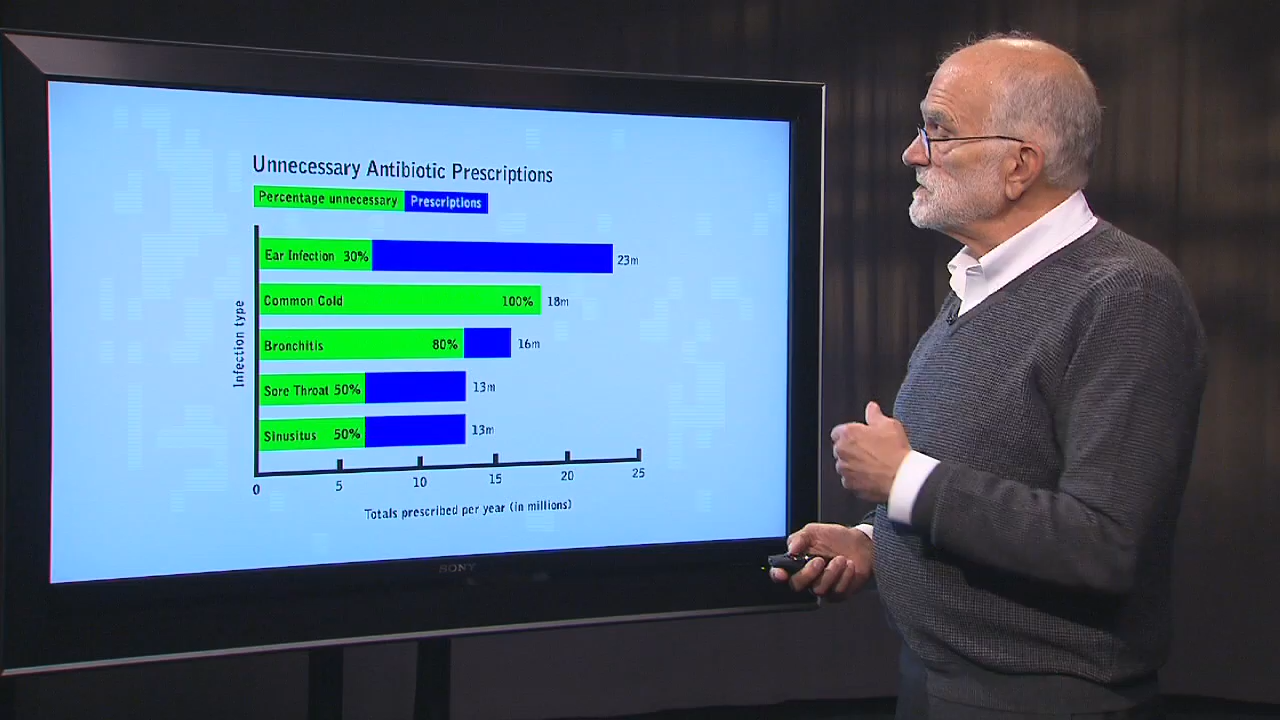 Unnecessary Antibiotic Prescriptions
Percentage unnecessary Prescriptions
Ear Infection 30% 23m
Common Cold 100% 18m
Bronchitis 80% 16m
Sore Throat 50% 13m
Sinusitus 50% 13m
Infection type
0 5 10 15 20 25
Totals prescribed per year (in millions)
SONY